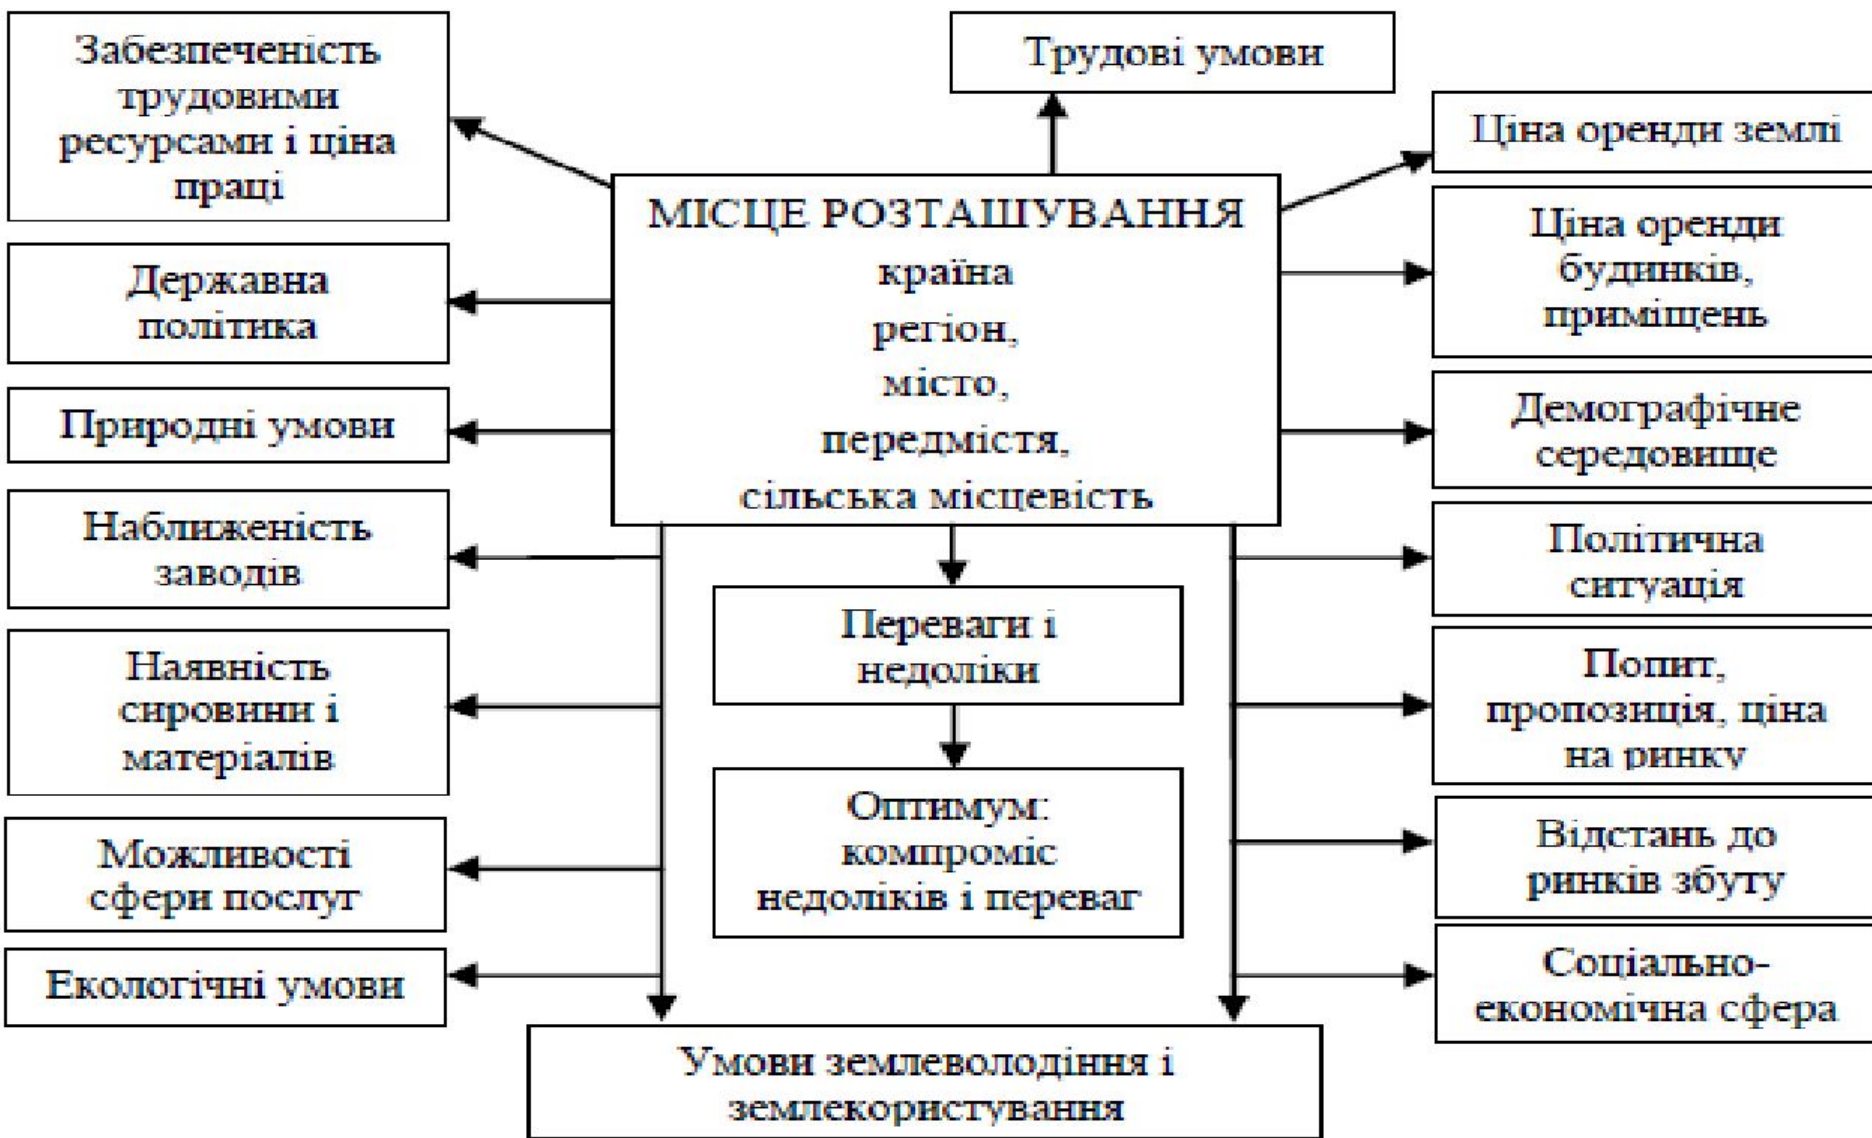 Забезпеченість
трудовими
ресурсами і ціна
праці
Державна
політика
Природні умови
Наближеність
заводів
Наявність
сировини і
матеріалів
Можливості
сфери послуг
Екологічні умови
Трудові умови
МІСЦЕ РОЗТАШУВАННЯ
країна
регіон,
місто,
передмістя,
сільська місцевість
Переваги і
недоліки
Оптимум:
компроміс
недоліків і переваг
Умови землеволодіння і
землекористування
Ціна оренди землі
Ціна оренди
будинків,
приміщень
Демографічне
середовище
Політична
ситуація
Попит,
пропозиція, ціна
на ринку
Відстань до
ринків збуту
Соціально-
економічна сфера